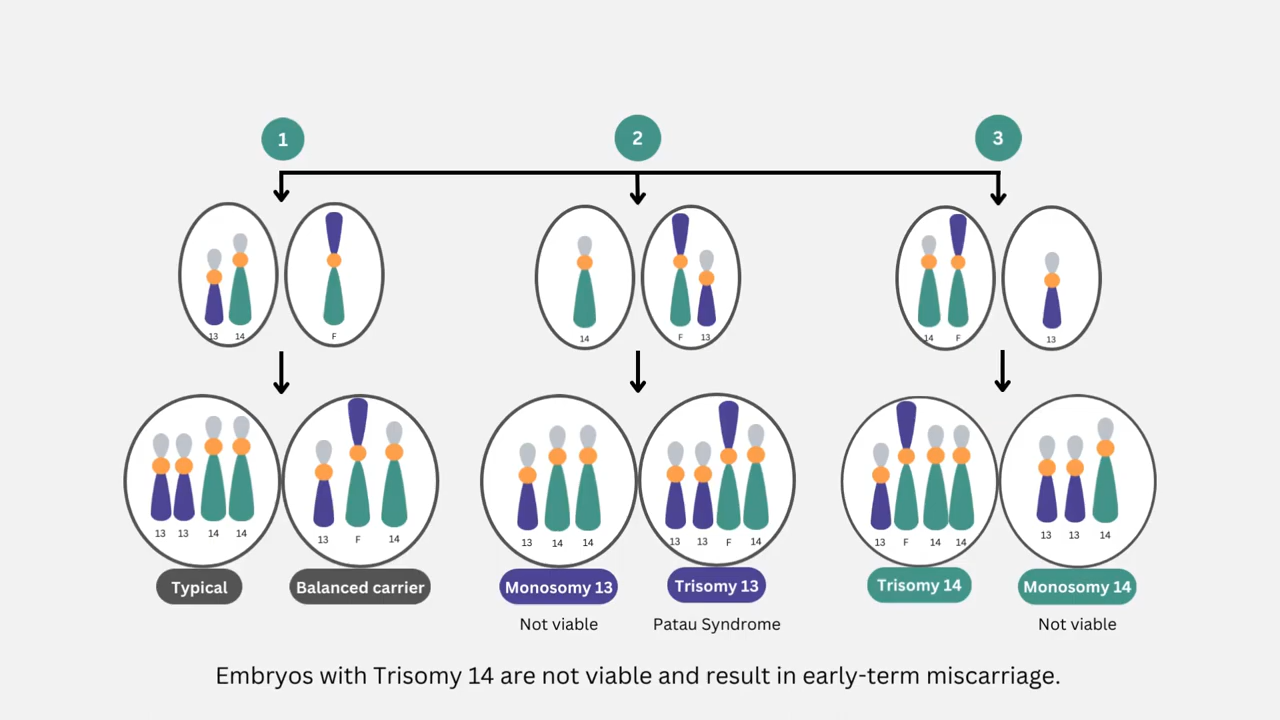 1 2 3
13 14 F 14 F 13 14 F 13
13 13 14 14 13 F 14 13 14 14 13 13 F 14 13 F 14 14 13 13 14
Typical Balanced carrier Monosomy 13 Trisomy 13 Trisomy 14 Monosomy 14
Not viable Patau Syndrome Not viable
Embryos with Trisomy 14 are not viable and result in early-term miscarriage.